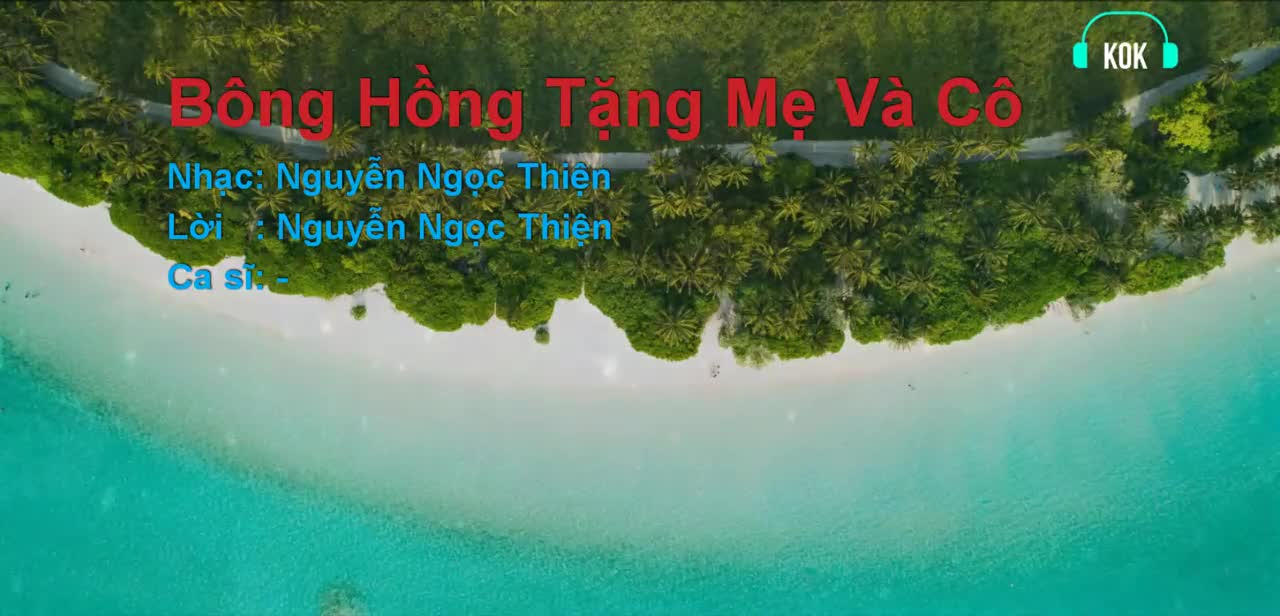 KOK
Bông Hồng Tặng Mẹ Và Cô
Nhạc: Nguyễn Ngọc Thiện
Lời : Nguyễn Ngọc Thiện
Ca sĩ: -